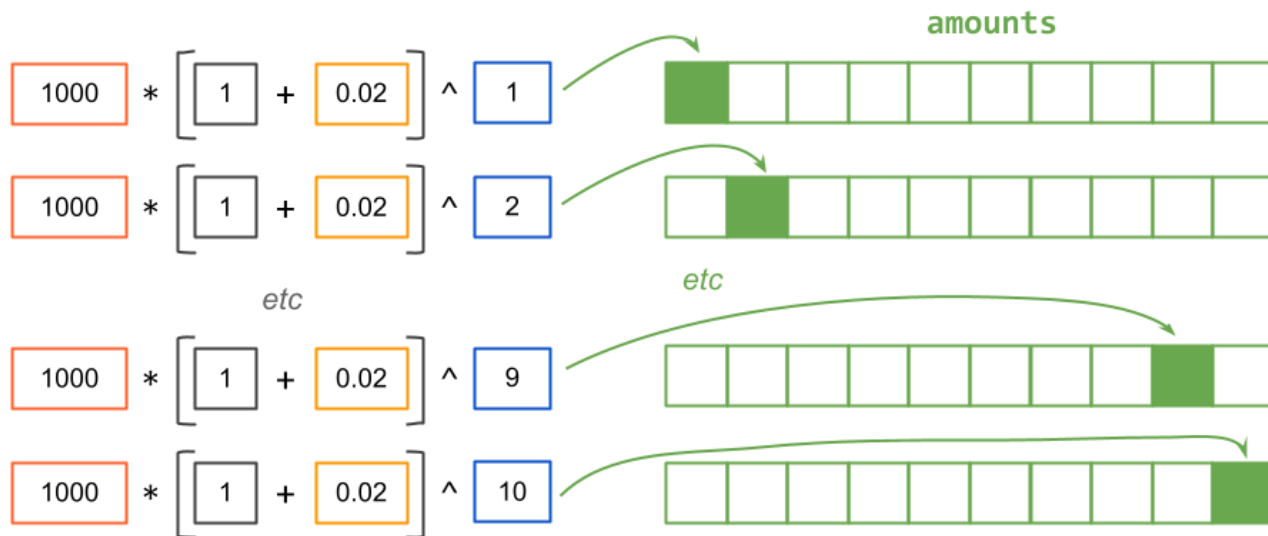 amounts
1000 * [ 1 + 0.02 ] ^ 1
1000 * [ 1 + 0.02 ] ^ 2
etc etc
1000 * [ 1 + 0.02 ] ^ 9
1000 * [ 1 + 0.02 ] ^ 10